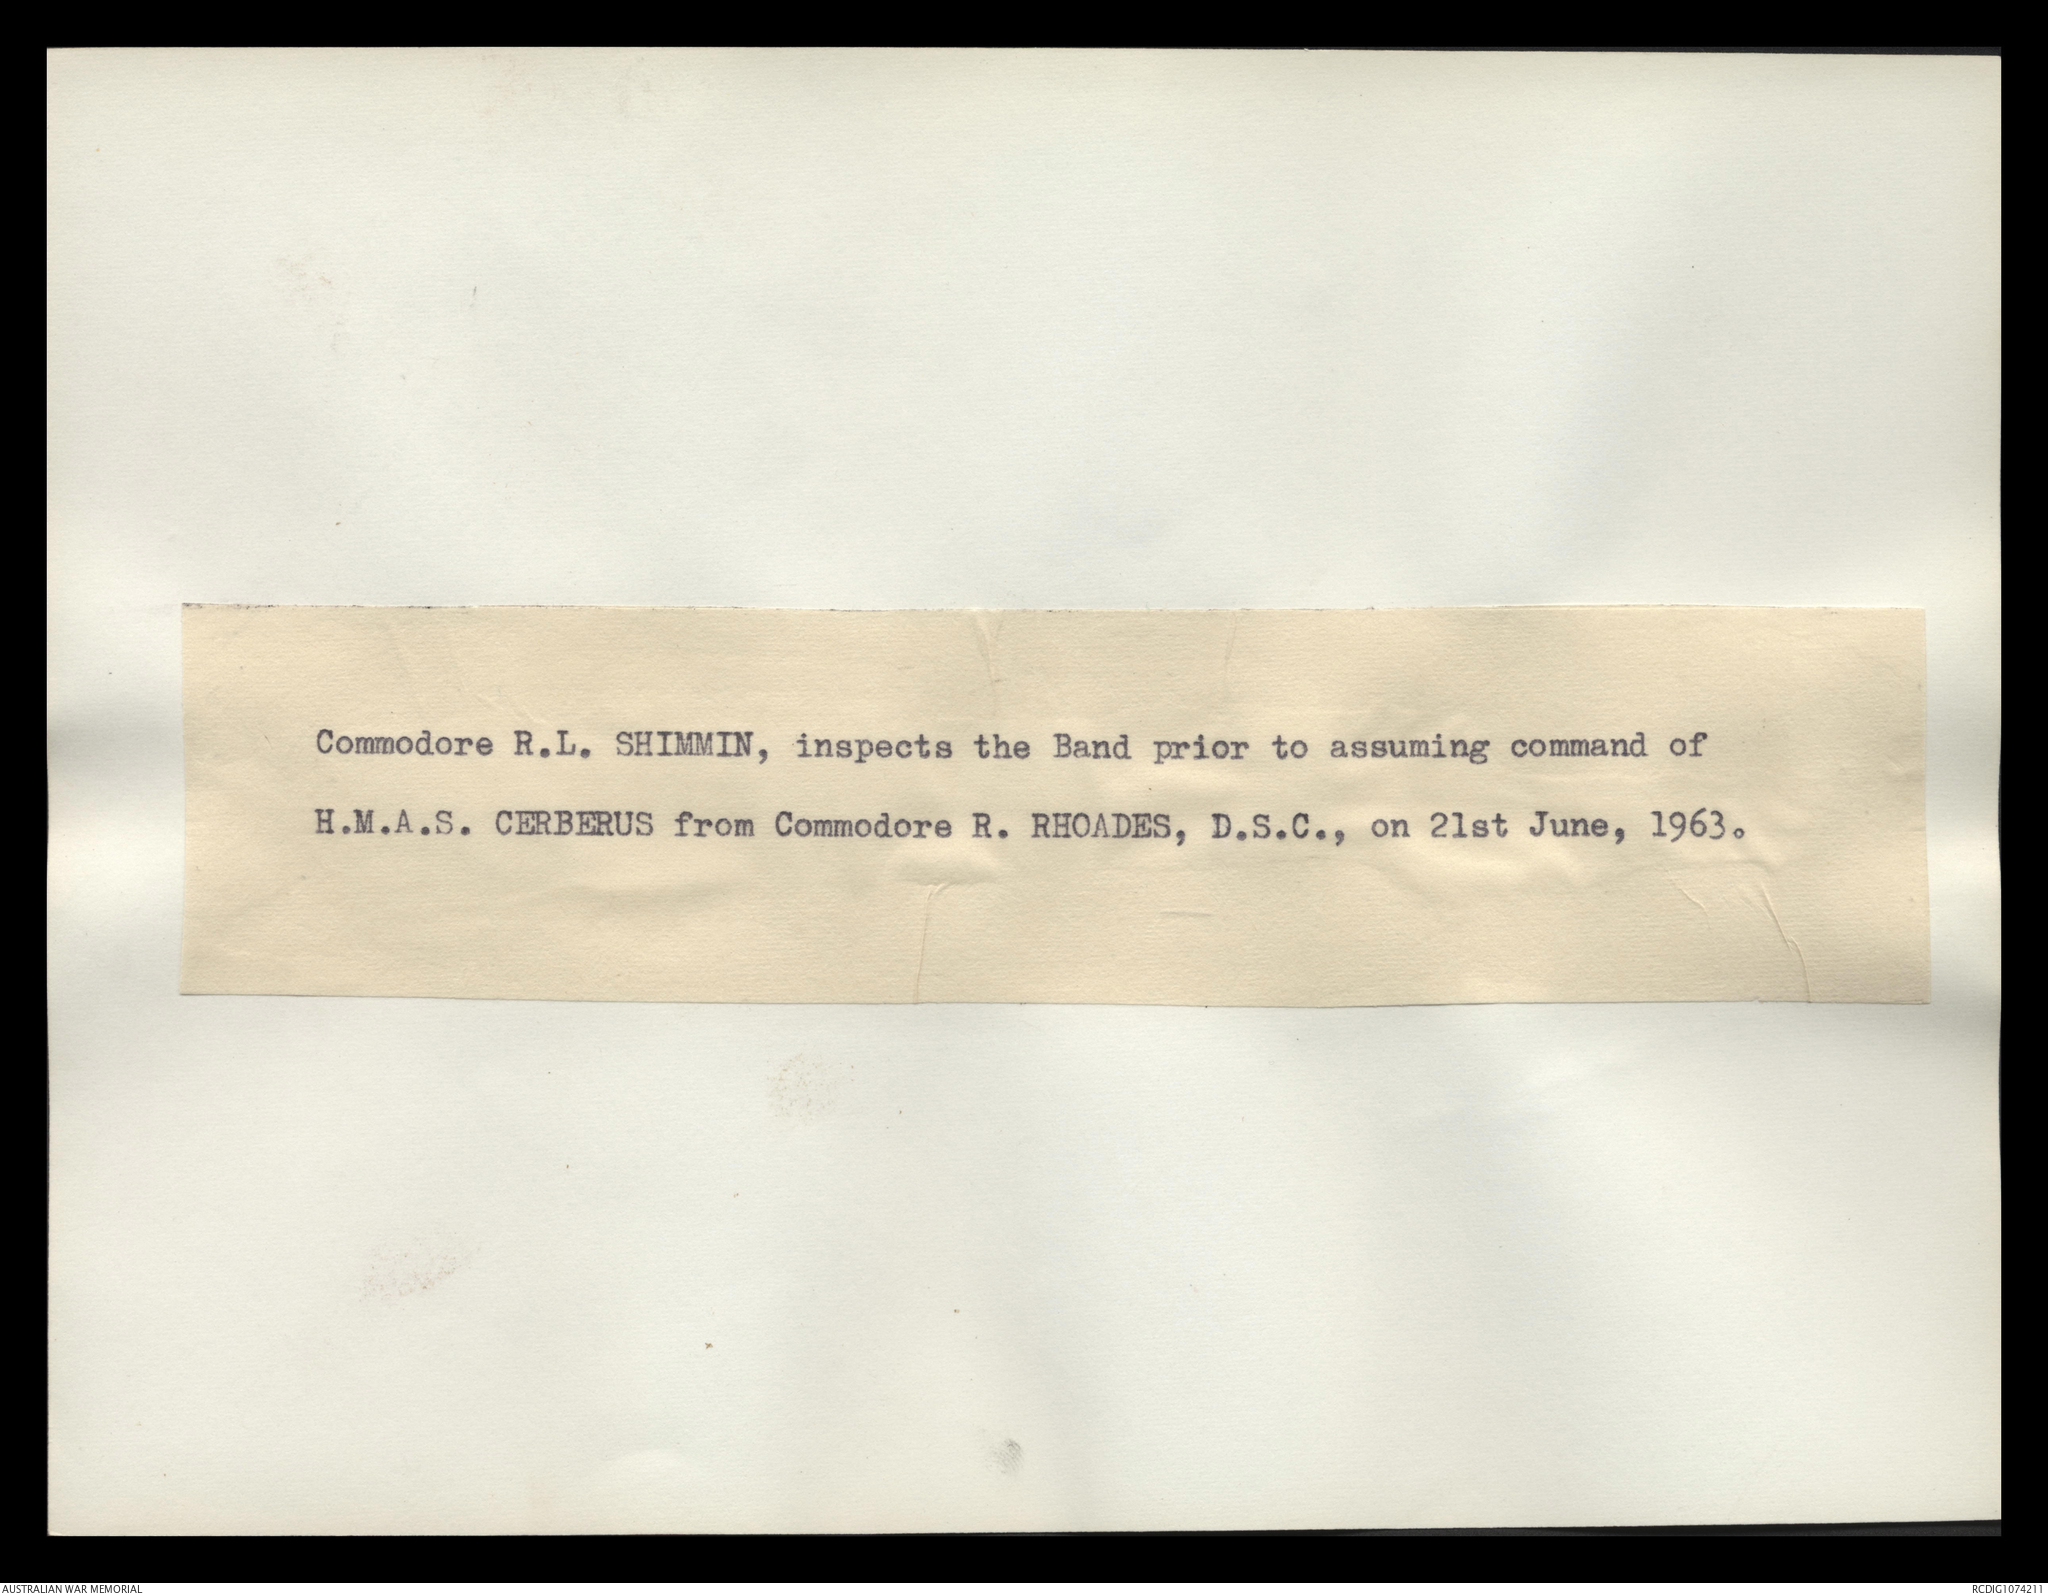 Commodore R.L. SHIMMIN, inspects the Band prior to assuming command of
H.M.A.S. CERBERUS from Commodore R. RHOADES, D.S.C., on 21st June, 1963.
AUSTRALIAN WAR MEMORIAL
RCDIG1074211